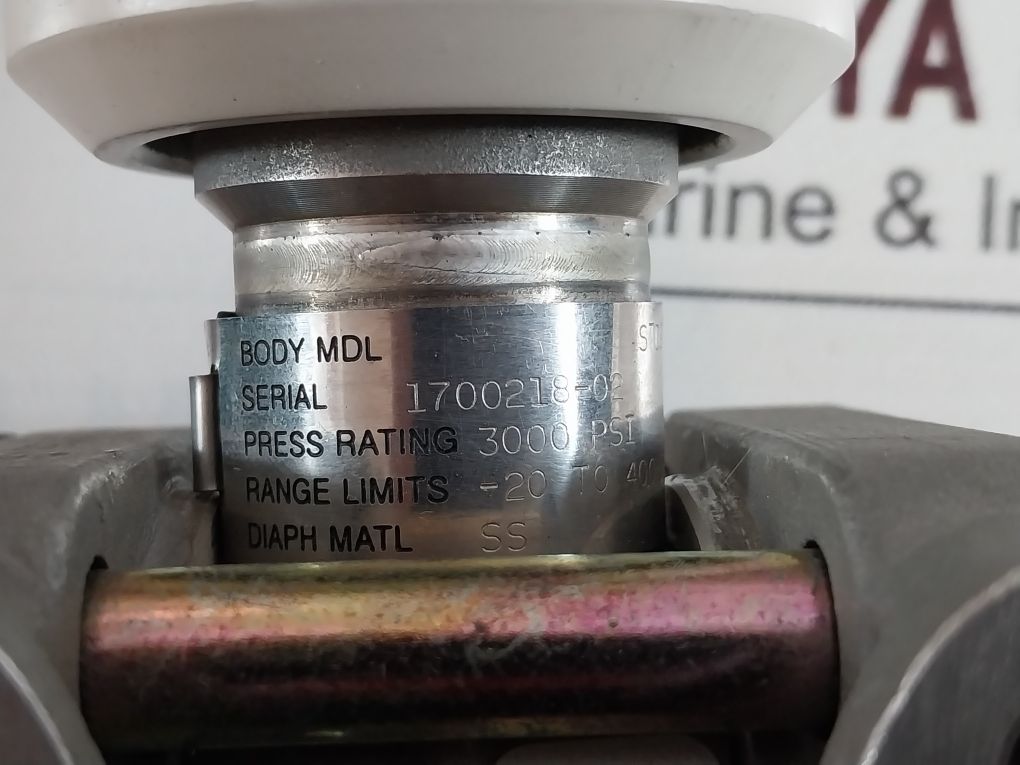 YA
rine & In
BODY MDL
SERIAL 1700218-02
PRESS RATING 3000 PSI
RANGE LIMITS -20 TO 400
DIAPH MATL SS